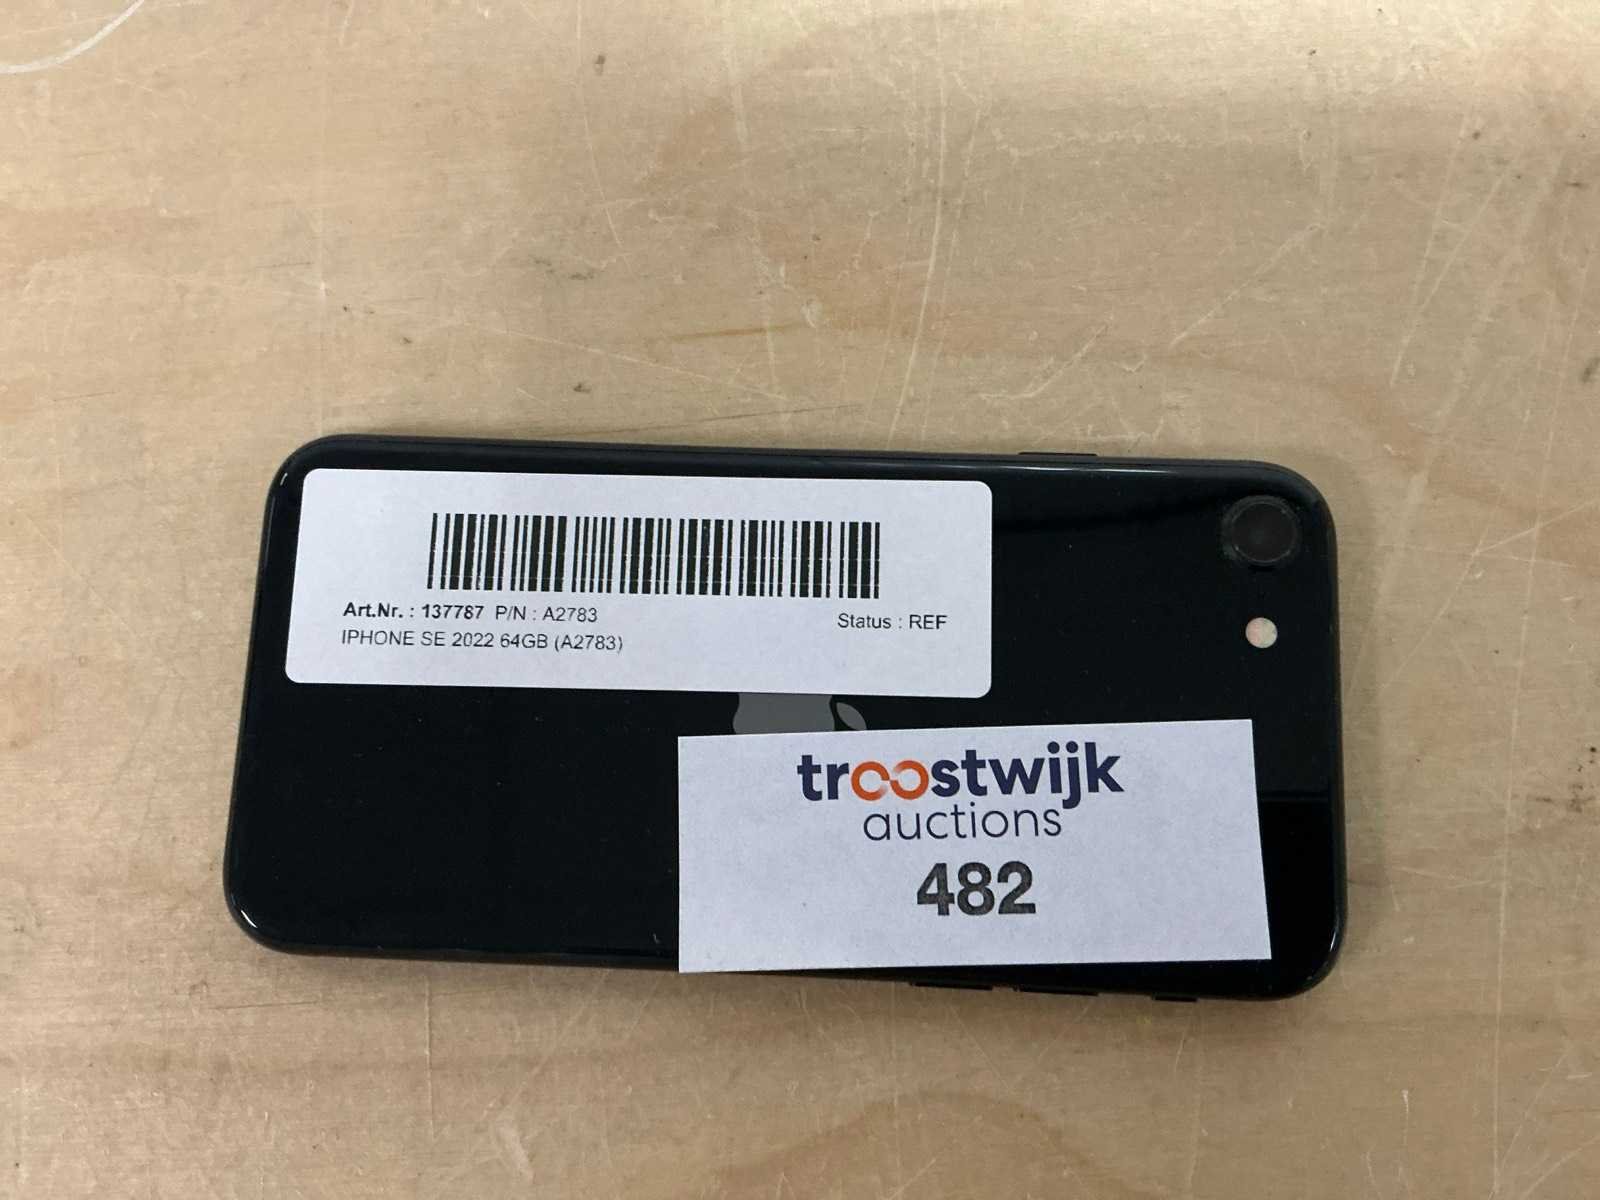 Art.Nr. : 137787 P/N : A2783 Status : REF
IPHONE SE 2022 64GB (A2783)
troostwijk
auctions
482